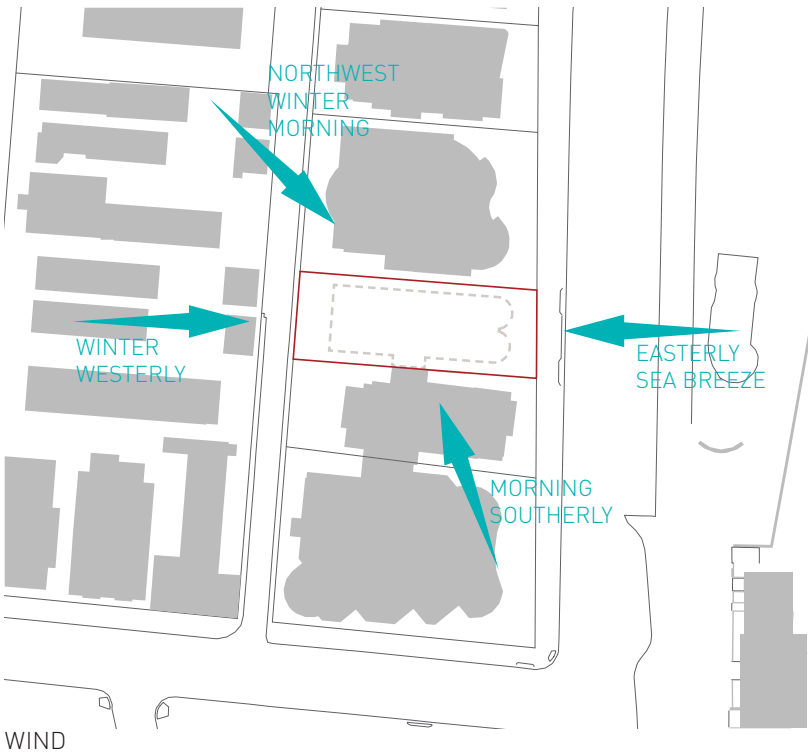 NORTHWEST
WINTER
MORNING
WINTER
WESTERLY
EASTERLY
SEA BREEZE
MORNING
SOUTHERLY
WIND